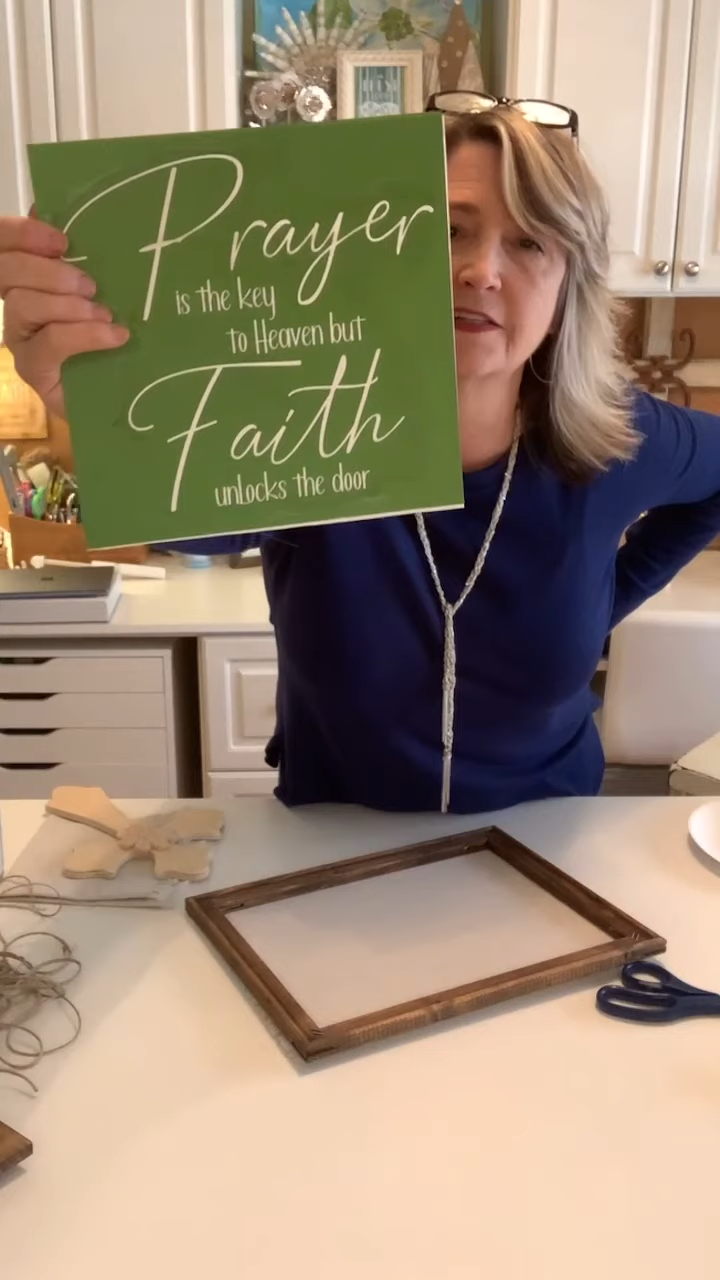 Prayer
is the key
to Heaven but
Faith
unlocks the door